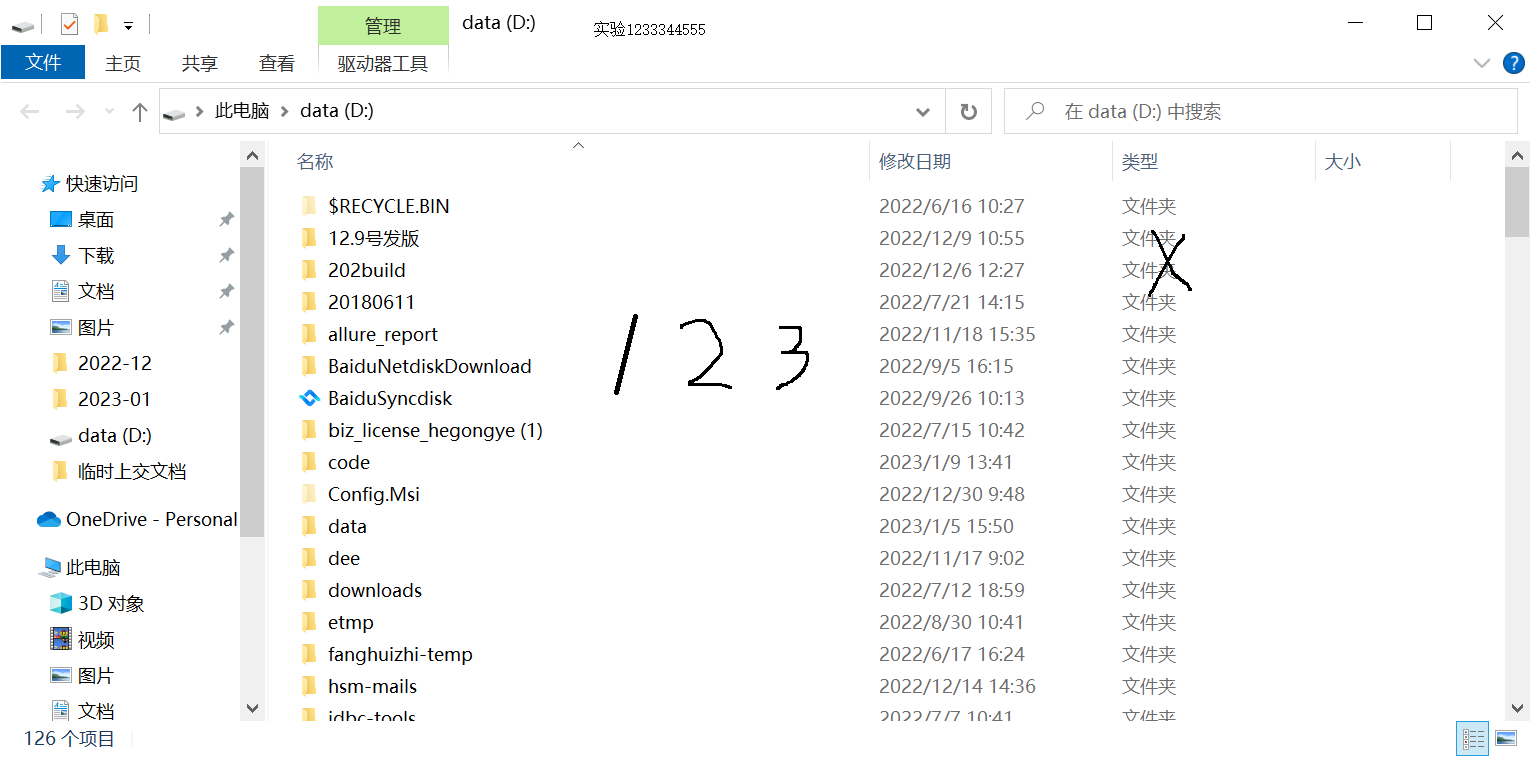 管理 data (D:) 实验1233344555
文件 主页 共享 查看 驱动器工具
此电脑 data (D:) 在 data (D:) 中搜索
名称 修改日期 类型 大小
快速访问
桌面
下载
文档
图片
2022-12
2023-01
data (D:)
临时上交文档
OneDrive - Personal
此电脑
3D 对象
视频
图片
文档
$RECYCLE.BIN 2022/6/16 10:27 文件夹
12.9号发版 2022/12/9 10:55 文件夹
202build 2022/12/6 12:27 文件夹
20180611 2022/7/21 14:15 文件夹
allure_report 2022/11/18 15:35 文件夹
BaiduNetdiskDownload 2022/9/5 16:15 文件夹
BaiduSyncdisk 2022/9/26 10:13 文件夹
biz_license_hegongye (1) 2022/7/15 10:42 文件夹
code 2023/1/9 13:41 文件夹
Config.Msi 2022/12/30 9:48 文件夹
data 2023/1/5 15:50 文件夹
dee 2022/11/17 9:02 文件夹
downloads 2022/7/12 18:59 文件夹
etmp 2022/8/30 10:41 文件夹
fanghuizhi-temp 2022/6/17 16:24 文件夹
hsm-mails 2022/12/14 14:36 文件夹
jdbc-tools 2022/7/7 10:41 文件夹
123
X
126 个项目